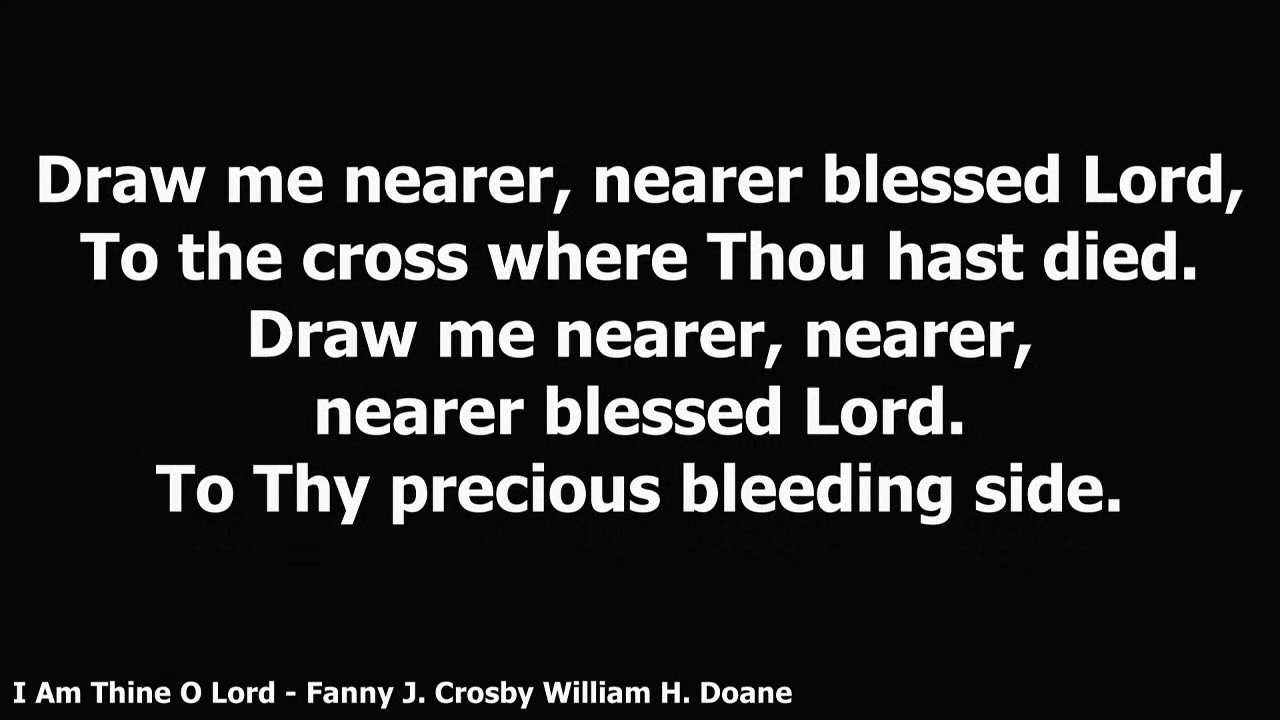 Draw me nearer, nearer blessed Lord,
To the cross where Thou hast died.
Draw me nearer, nearer,
nearer blessed Lord.
To Thy precious bleeding side.
I Am Thine O Lord - Fanny J. Crosby William H. Doane